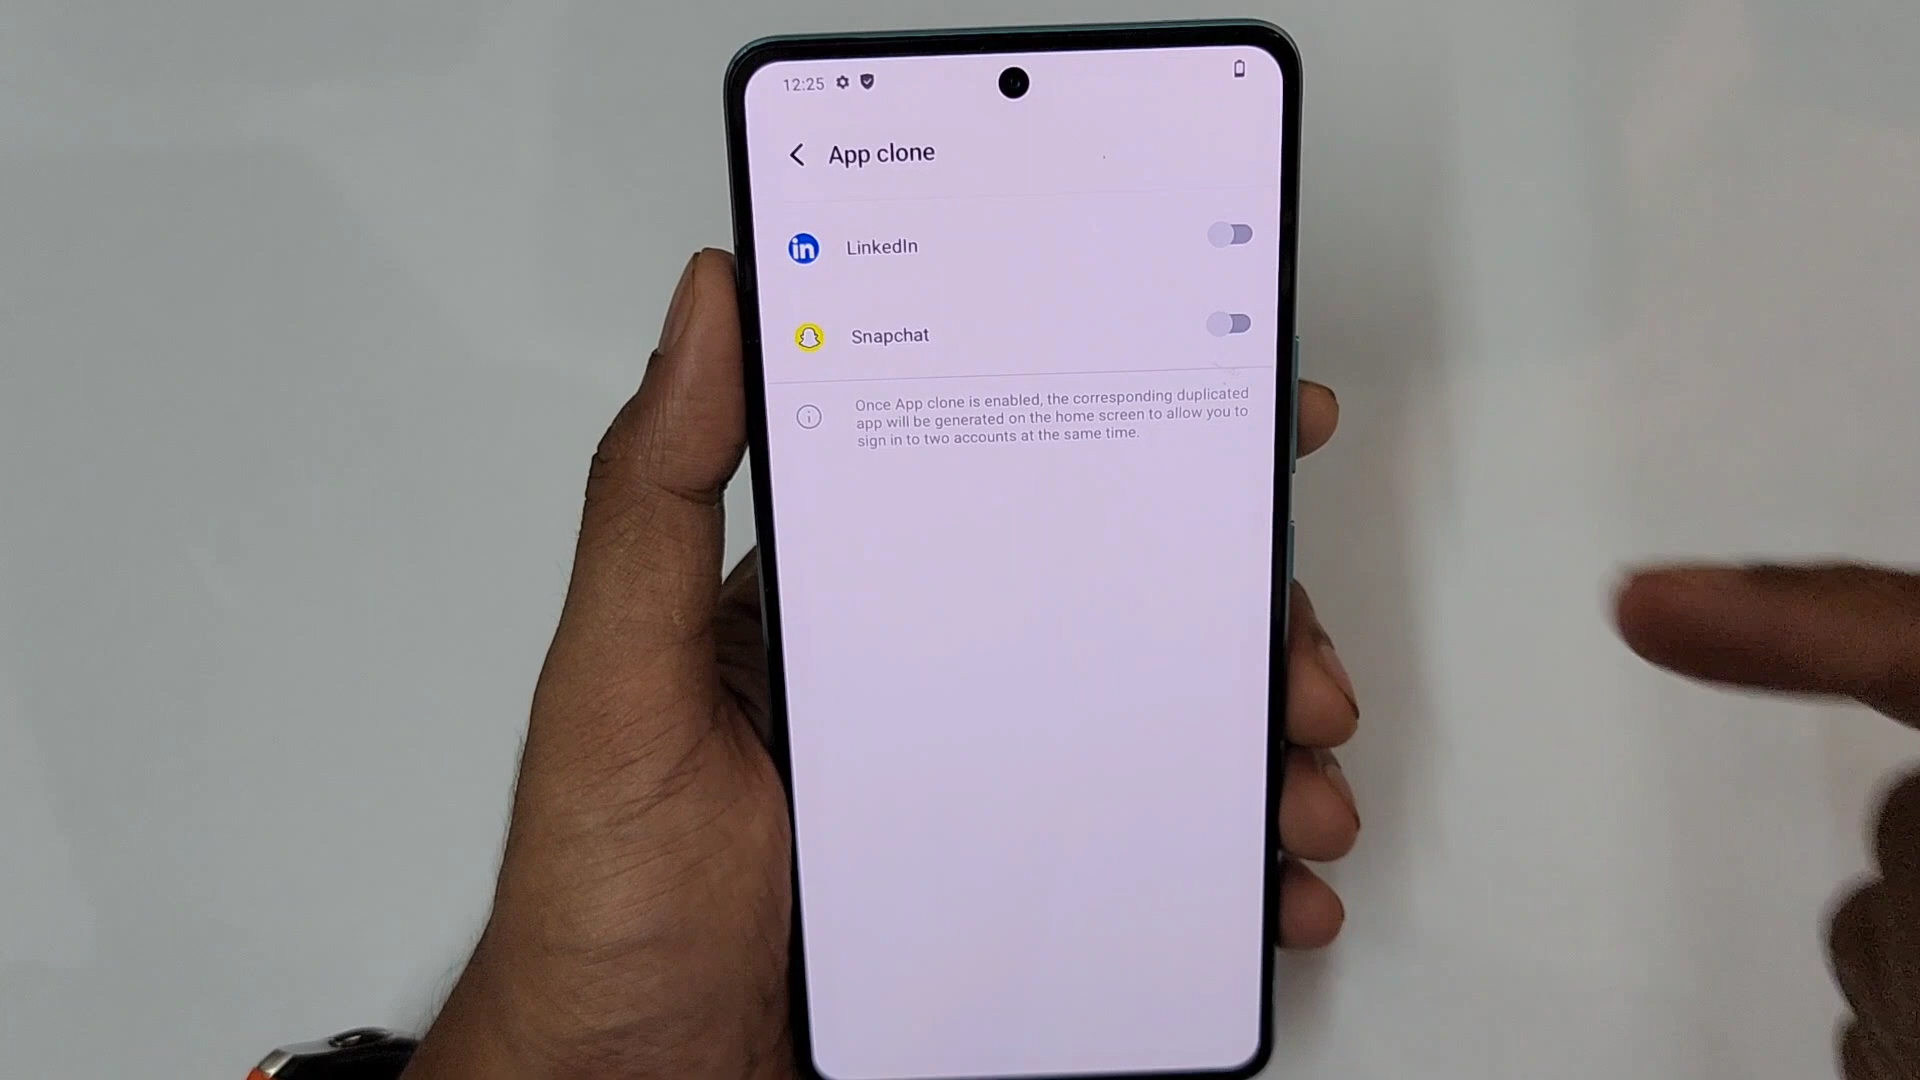 12:25
App clone
in
LinkedIn
Snapchat
Once App clone is enabled, the corresponding duplicated
app will be generated on the home screen to allow you to
sign in to two accounts at the same time.